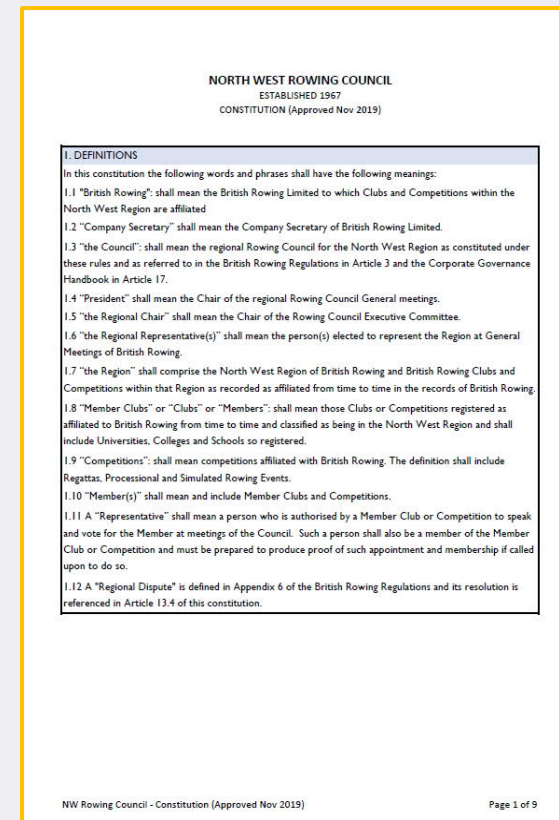 NORTH WEST ROWING COUNCIL
ESTABLISHED 1967
CONSTITUTION (Approved Nov 2019)
1. DEFINITIONS
In this constitution the following words and phrases shall have the following meanings:
1.1 "British Rowing": shall mean the British Rowing Limited to which Clubs and Competitions within the
North West Region are affiliated
1.2 "Company Secretary" shall mean the Company Secretary of British Rowing Limited.
1.3 "the Council": shall mean the regional Rowing Council for the North West Region as constituted under
these rules and as referred to in the British Rowing Regulations in Article 3 and the Corporate Governance
Handbook in Article 17.
1.4 "President" shall mean the Chair of the regional Rowing Council General meetings.
1.5 "the Regional Chair" shall mean the Chair of the Rowing Council Executive Committee.
1.6 "the Regional Representative(s)" shall mean the person(s) elected to represent the Region at General
Meetings of British Rowing.
1.7 "the Region" shall comprise the North West Region of British Rowing and British Rowing Clubs and
Competitions within that Region as recorded as affiliated from time to time in the records of British Rowing.
1.8 "Member Clubs" or "Clubs" or "Members": shall mean those Clubs or Competitions registered as
affiliated to British Rowing from time to time and classified as being in the North West Region and shall
include Universities, Colleges and Schools so registered.
1.9 "Competitions": shall mean competitions affiliated with British Rowing. The definition shall include
Regattas, Processional and Simulated Rowing Events.
1.10 "Member(s)" shall mean and include Member Clubs and Competitions.
1.11 A "Representative" shall mean a person who is authorised by a Member Club or Competition to speak
and vote for the Member at meetings of the Council. Such a person shall also be a member of the Member
Club or Competition and must be prepared to produce proof of such appointment and membership if called
upon to do so.
1.12 A "Regional Dispute" is defined in Appendix 6 of the British Rowing Regulations and its resolution is
referenced in Article 13.4 of this constitution.
NW Rowing Council - Constitution (Approved Nov 2019) Page 1 of 9